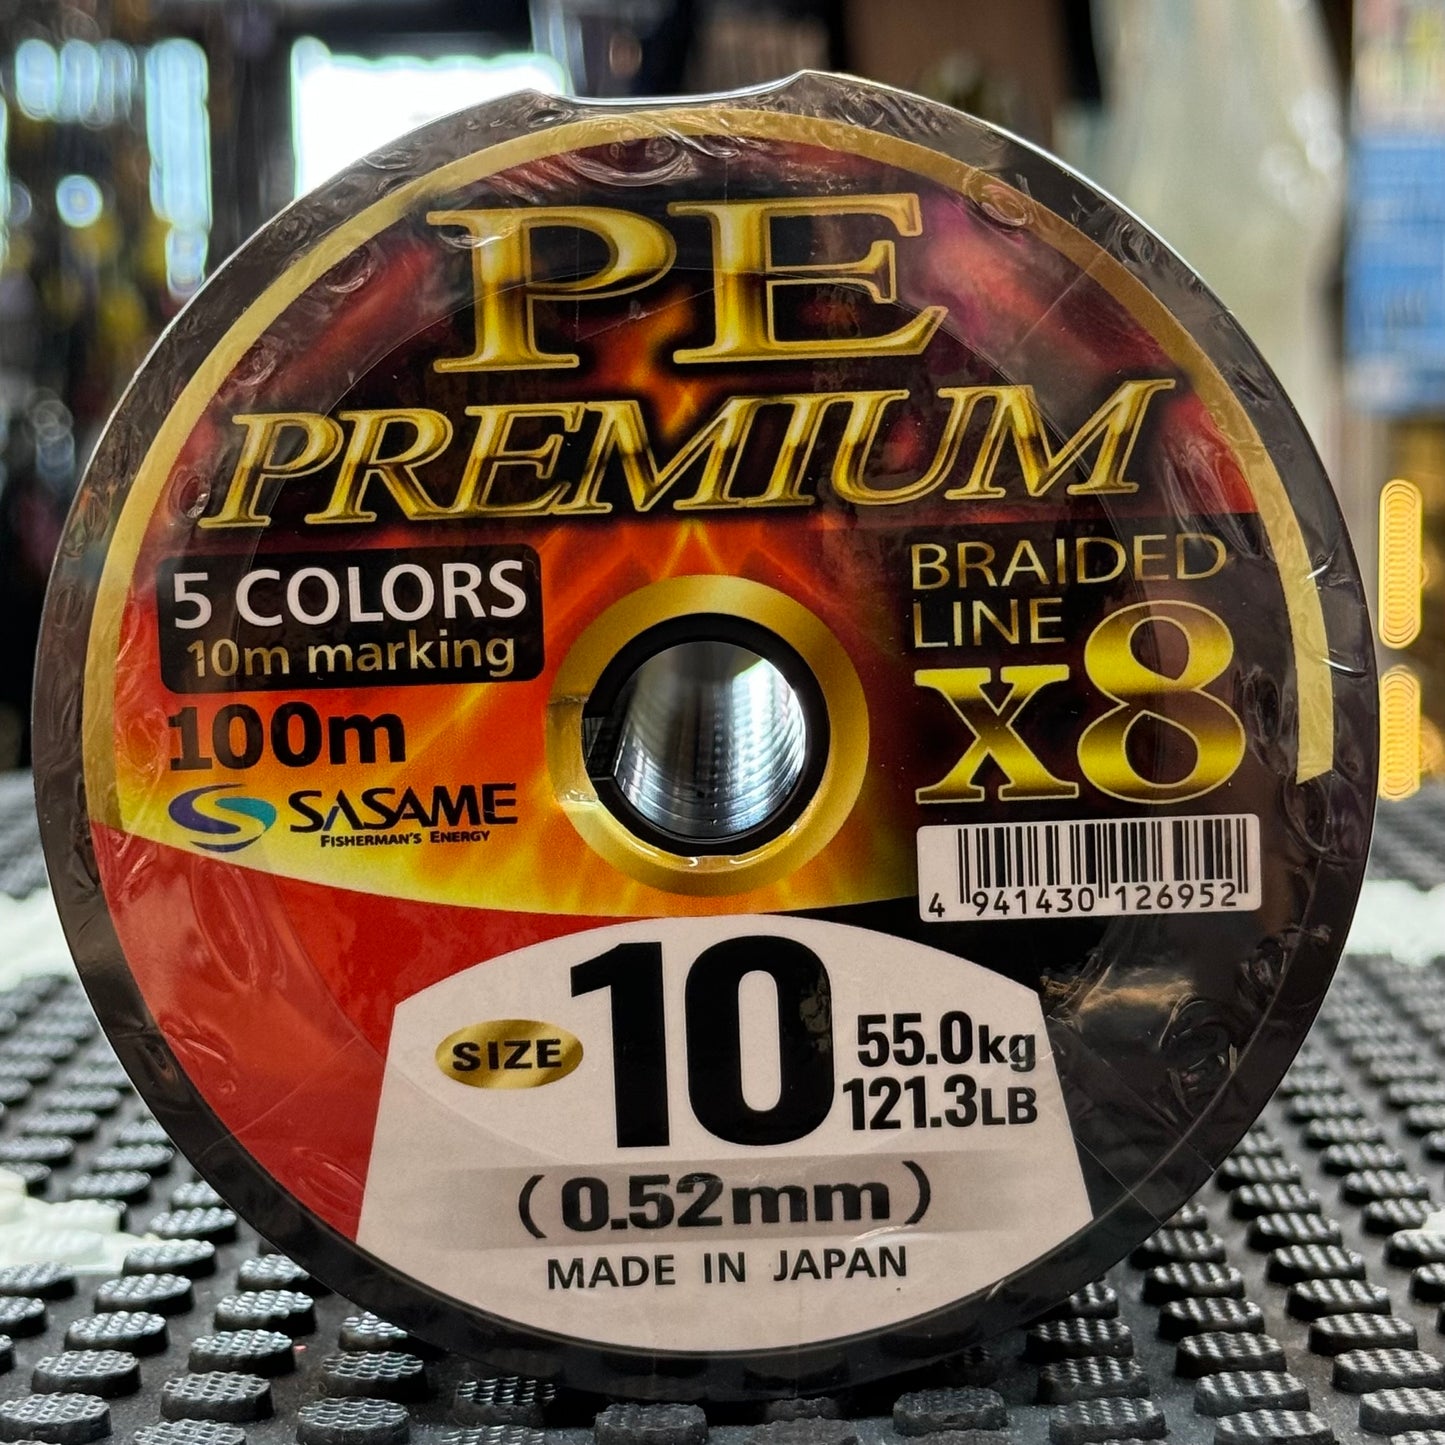 PE
PREMIUM
5 COLORS
10m marking
100m
SASAME
FISHERMAN'S ENERGY
BRAIDED
LINE
x8
4 941430 126952
SIZE
10
55.0kg
121.3LB
(0.52mm)
MADE IN JAPAN